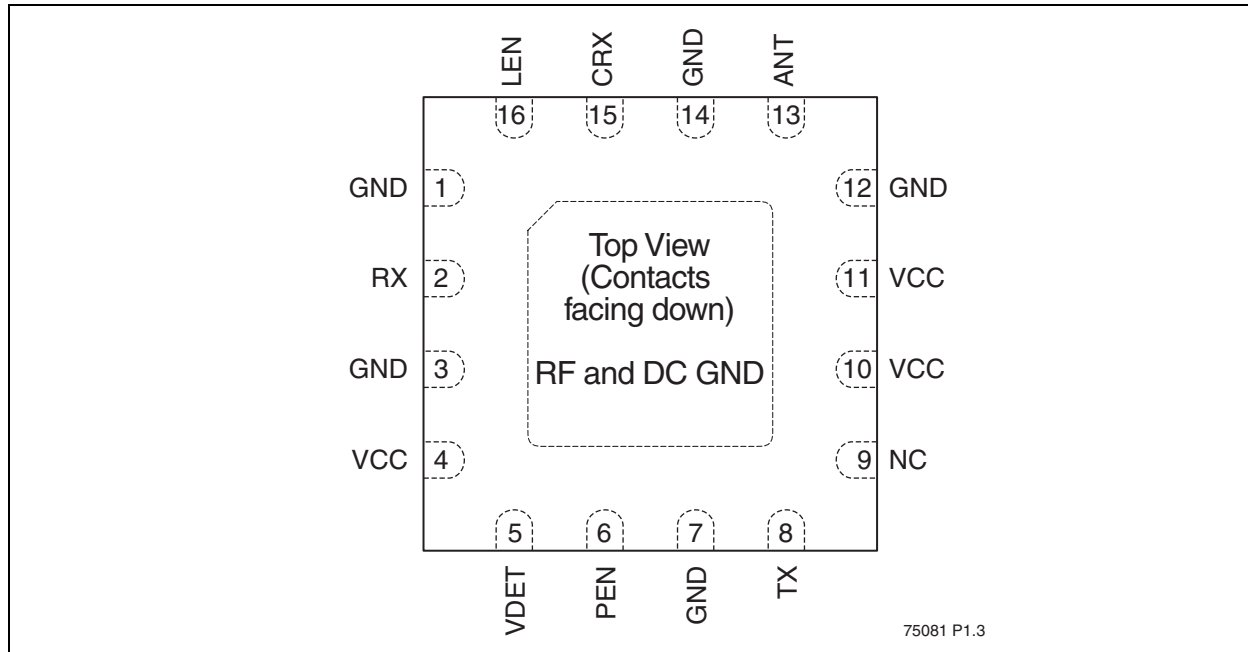 LEN
CRX
GND
ANT
16
15
14
13
GND 1
12 GND
RX 2
11 VCC
GND 3
10 VCC
VCC 4
9 NC
Top View
(Contacts
facing down)
RF and DC GND
5
6
7
8
VDET
PEN
GND
TX
75081 P1.3